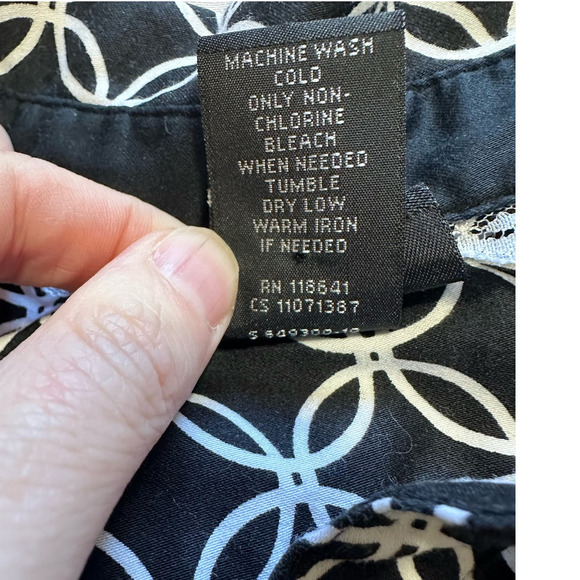 MACHINE WASH
COLD
ONLY NON-
CHLORINE
BLEACH
WHEN NEEDED
TUMBLE
DRY LOW
WARM IRON
IF NEEDED
RN 118641
CS 11071387